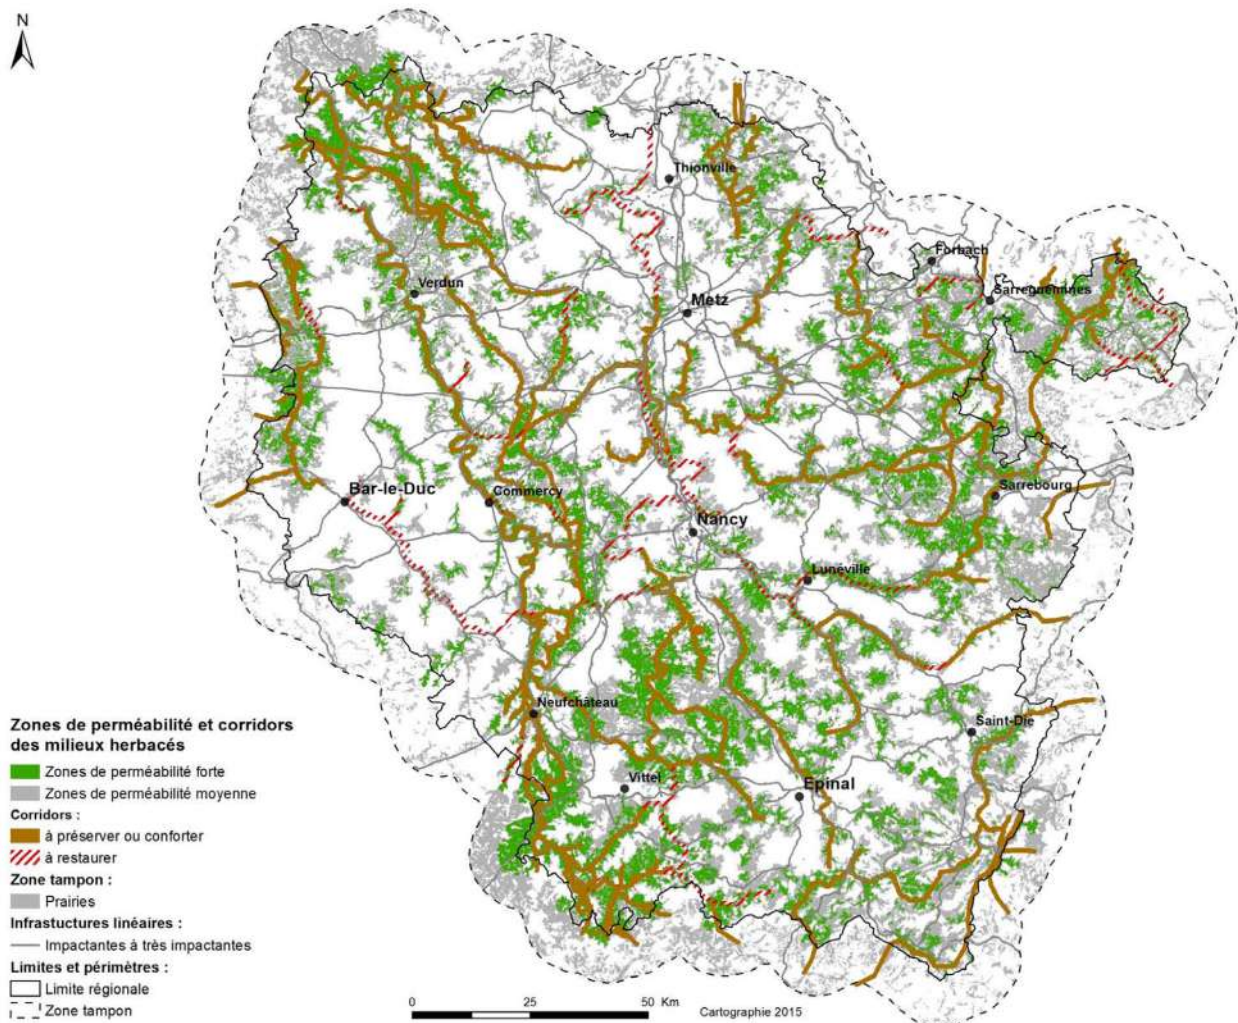 N
Thionville
Forbach
Sarreguemines
Verdun
Metz
Bar-le-Duc
Commercy
Sarrebourg
Nancy
Lunéville
Neufchâteau
Saint-Dié
Vittel
Epinal
Zones de perméabilité et corridors
des milieux herbacés
Zones de perméabilité forte
Zones de perméabilité moyenne
Corridors :
à préserver ou conforter
à restaurer
Zone tampon :
Prairies
Infrastuctures linéaires :
Impactantes à très impactantes
Limites et périmètres :
Limite régionale
Zone tampon
0 25 50 Km
Cartographie 2015